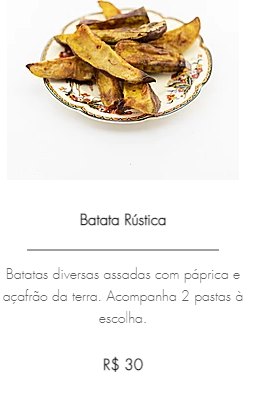 Batata Rústica
Batatas diversas assadas com páprica e
açafrão da terra. Acompanha 2 pastas à
escolha.
R$ 30